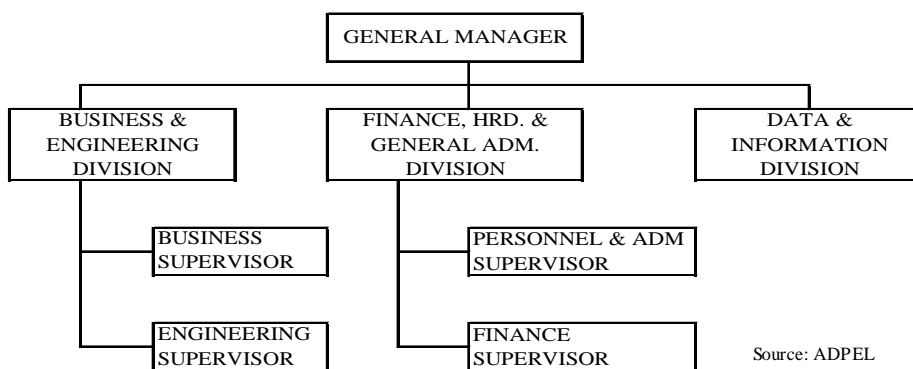 GENERAL MANAGER
BUSINESS &
ENGINEERING
DIVISION
FINANCE, HRD. &
GENERAL ADM.
DIVISION
DATA &
INFORMATION
DIVISION
BUSINESS
SUPERVISOR
PERSONNEL & ADM
SUPERVISOR
ENGINEERING
SUPERVISOR
FINANCE
SUPERVISOR
Source: ADPEL